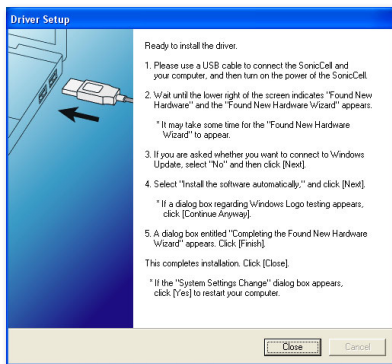 Driver Setup
Ready to install the driver.
1. Please use a USB cable to connect the SonicCell and
your computer, and then turn on the power of the SonicCell.
2. Wait until the lower right of the screen indicates "Found New
Hardware" and the "Found New Hardware Wizard" appears.
* It may take some time for the "Found New Hardware
Wizard" to appear.
3. If you are asked whether you want to connect to Windows
Update, select "No" and then click [Next].
4. Select "Install the software automatically," and click [Next].
* If a dialog box regarding Windows Logo testing appears,
click [Continue Anyway].
5. A dialog box entitled "Completing the Found New Hardware
Wizard" appears. Click [Finish].
This completes installation. Click [Close].
* If the "System Settings Change" dialog box appears,
click [Yes] to restart your computer.
Close
Cancel